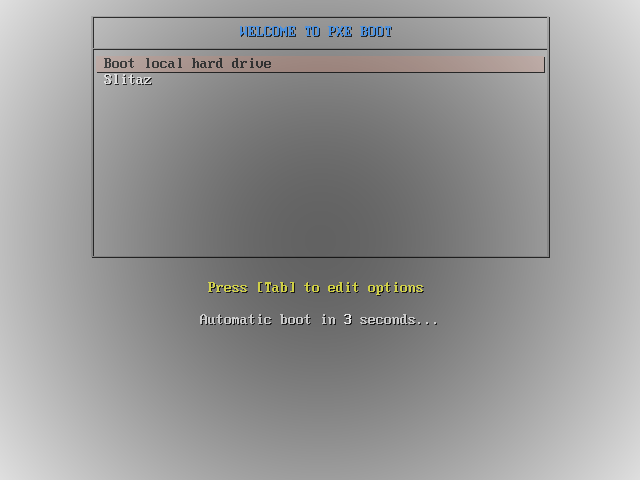 WELCOME TO PXE BOOT
Boot local hard drive
Slitaz
Press [Tab] to edit options
Automatic boot in 3 seconds...